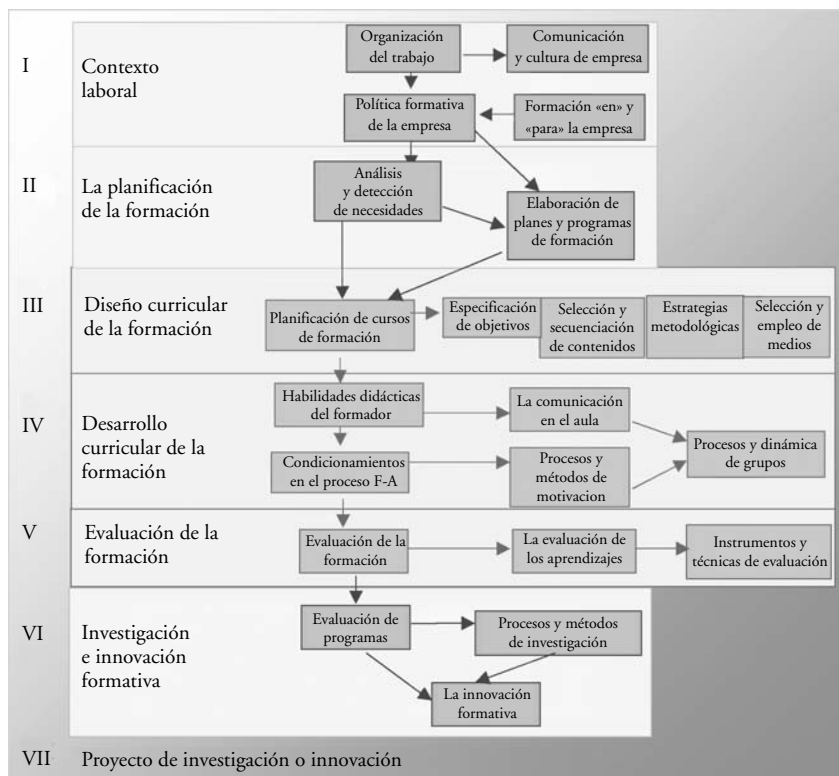 I
Contexto
laboral
Organización
del trabajo
Comunicación
y cultura de empresa
Política formativa
de la empresa
Formación «en» y
«para» la empresa
II
La planificación
de la formación
Análisis
y detección
de necesidades
Elaboración de
planes y programas
de formación
III
Diseño curricular
de la formación
Planificación de cursos
de formación
Especificación
de objetivos
Selección y
secuenciación
de contenidos
Estrategias
metodológicas
Selección y
empleo de
medios
IV
Desarrollo
curricular de la
formación
Habilidades didácticas
del formador
La comunicación
en el aula
Condicionamientos
en el proceso F-A
Procesos y
métodos de
motivacion
Procesos y dinámica
de grupos
V
Evaluación de la
formación
Evaluación de la
formación
La evaluación de
los aprendizajes
Instrumentos y
técnicas de evaluación
VI
Investigación
e innovación
formativa
Evaluación de
programas
Procesos y métodos
de investigación
La innovación
formativa
VII
Proyecto de investigación o innovación